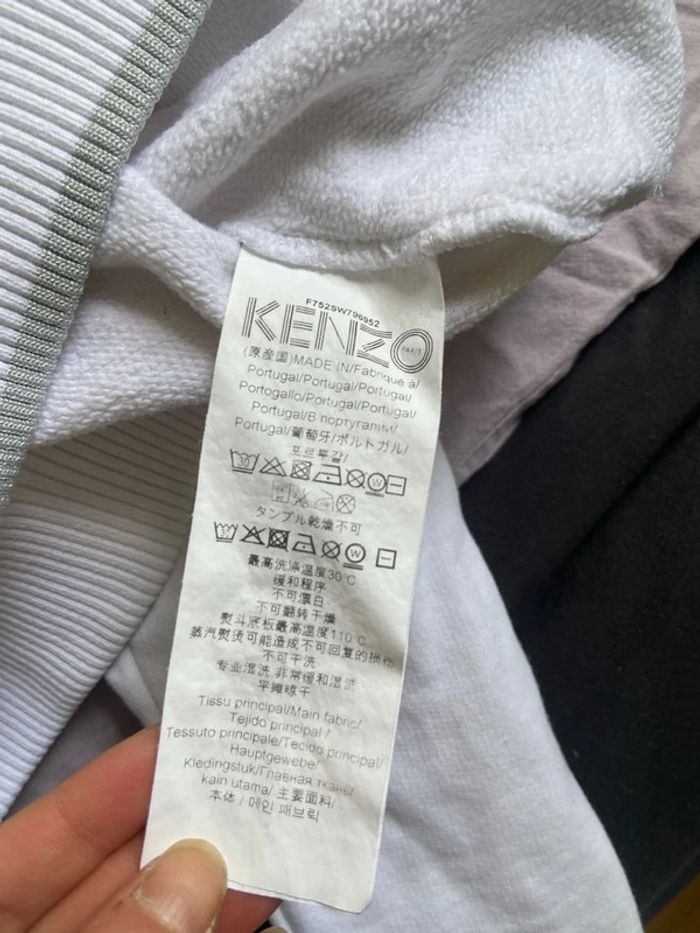 F752SW796952
KENZO
PARIS
(原産国)MADE IN/Fabriqué à/
Portugal/Portugal/Portugal/
Portogallo/Portugal/Portugal/
Portugal/В португалии/
Portugal/葡萄牙/ポルトガル/
포르투갈/
30
W
タンブル乾燥不可
30
W
最高洗涤温度30℃
缓和程序
不可漂白
不可翻转干燥
熨斗底板最高温度110℃
蒸汽熨烫可能造成不可回复的损伤
不可干洗
专业湿洗 非常缓和湿洗
平摊晾干
Tissu principal/Main fabric/
Tejido principal /
Tessuto principale/Tecido principal/
Hauptgewebe/
Kledingstuk/Главная ткань/
kain utama/ 主要面料/
本体 / 메인 패브릭